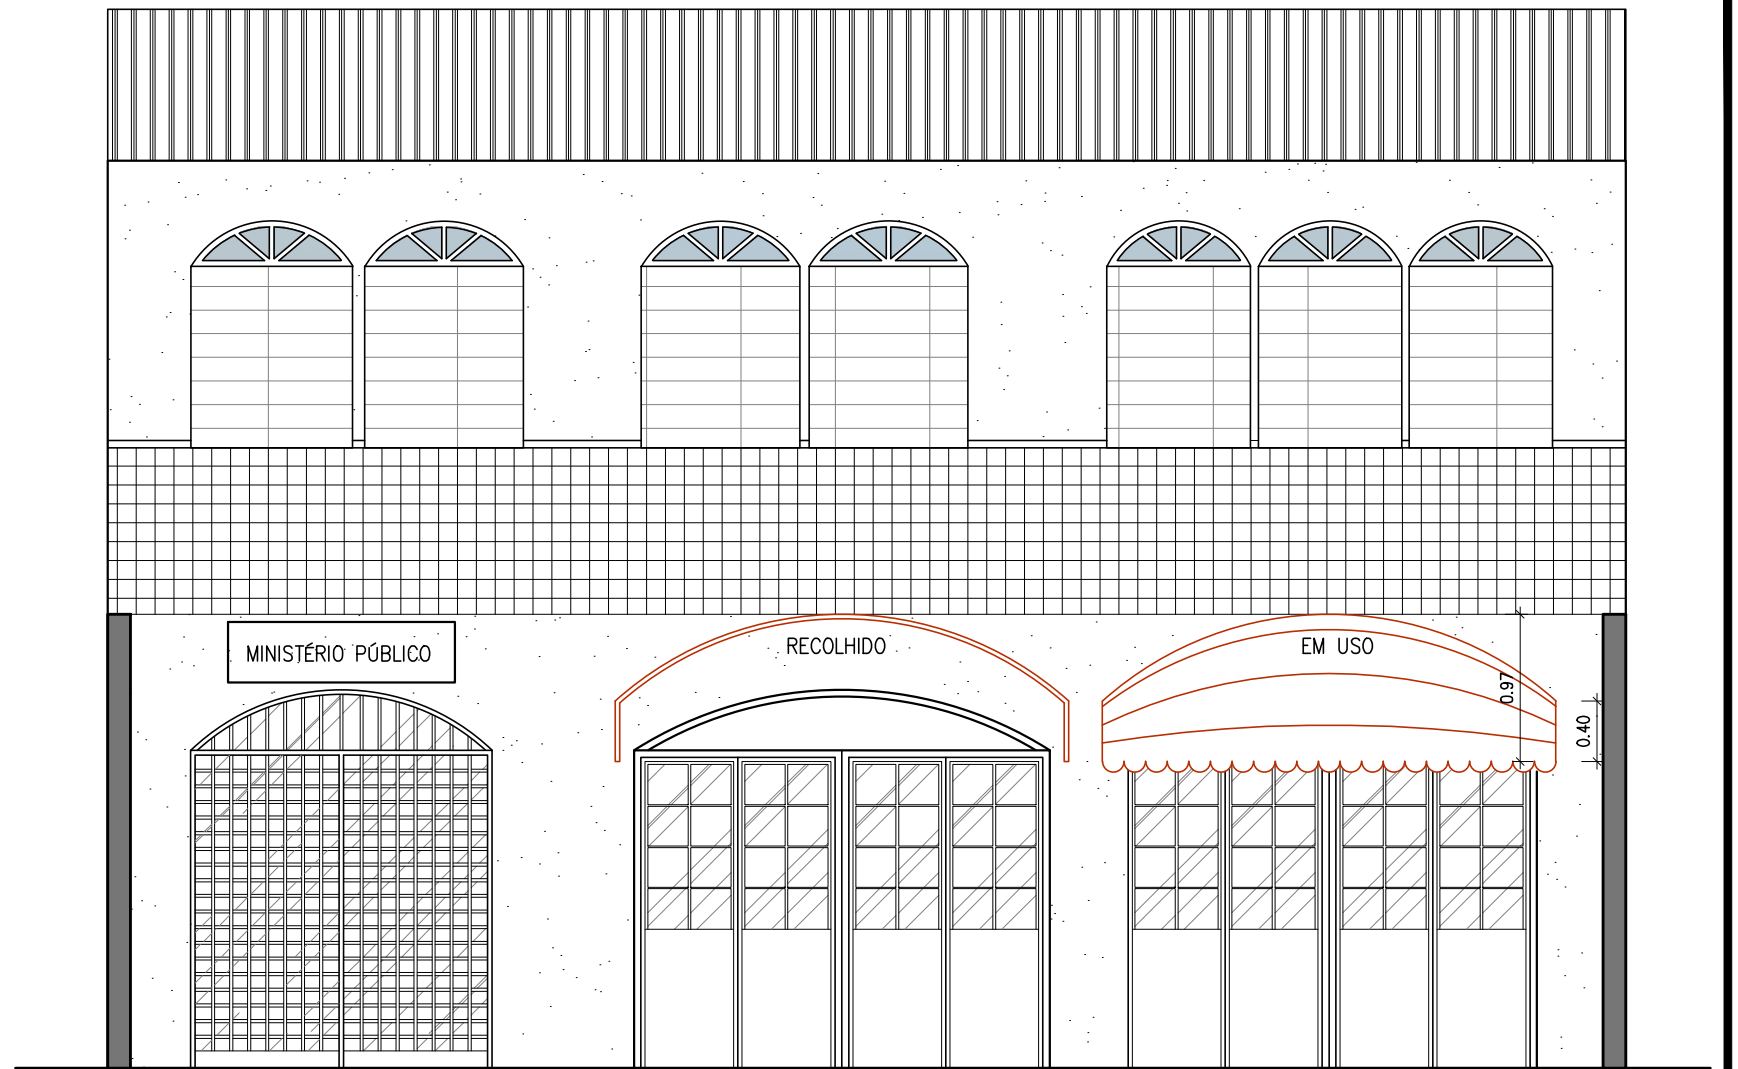 MINISTÉRIO PÚBLICO
RECOLHIDO
EM USO
0.97
0.40